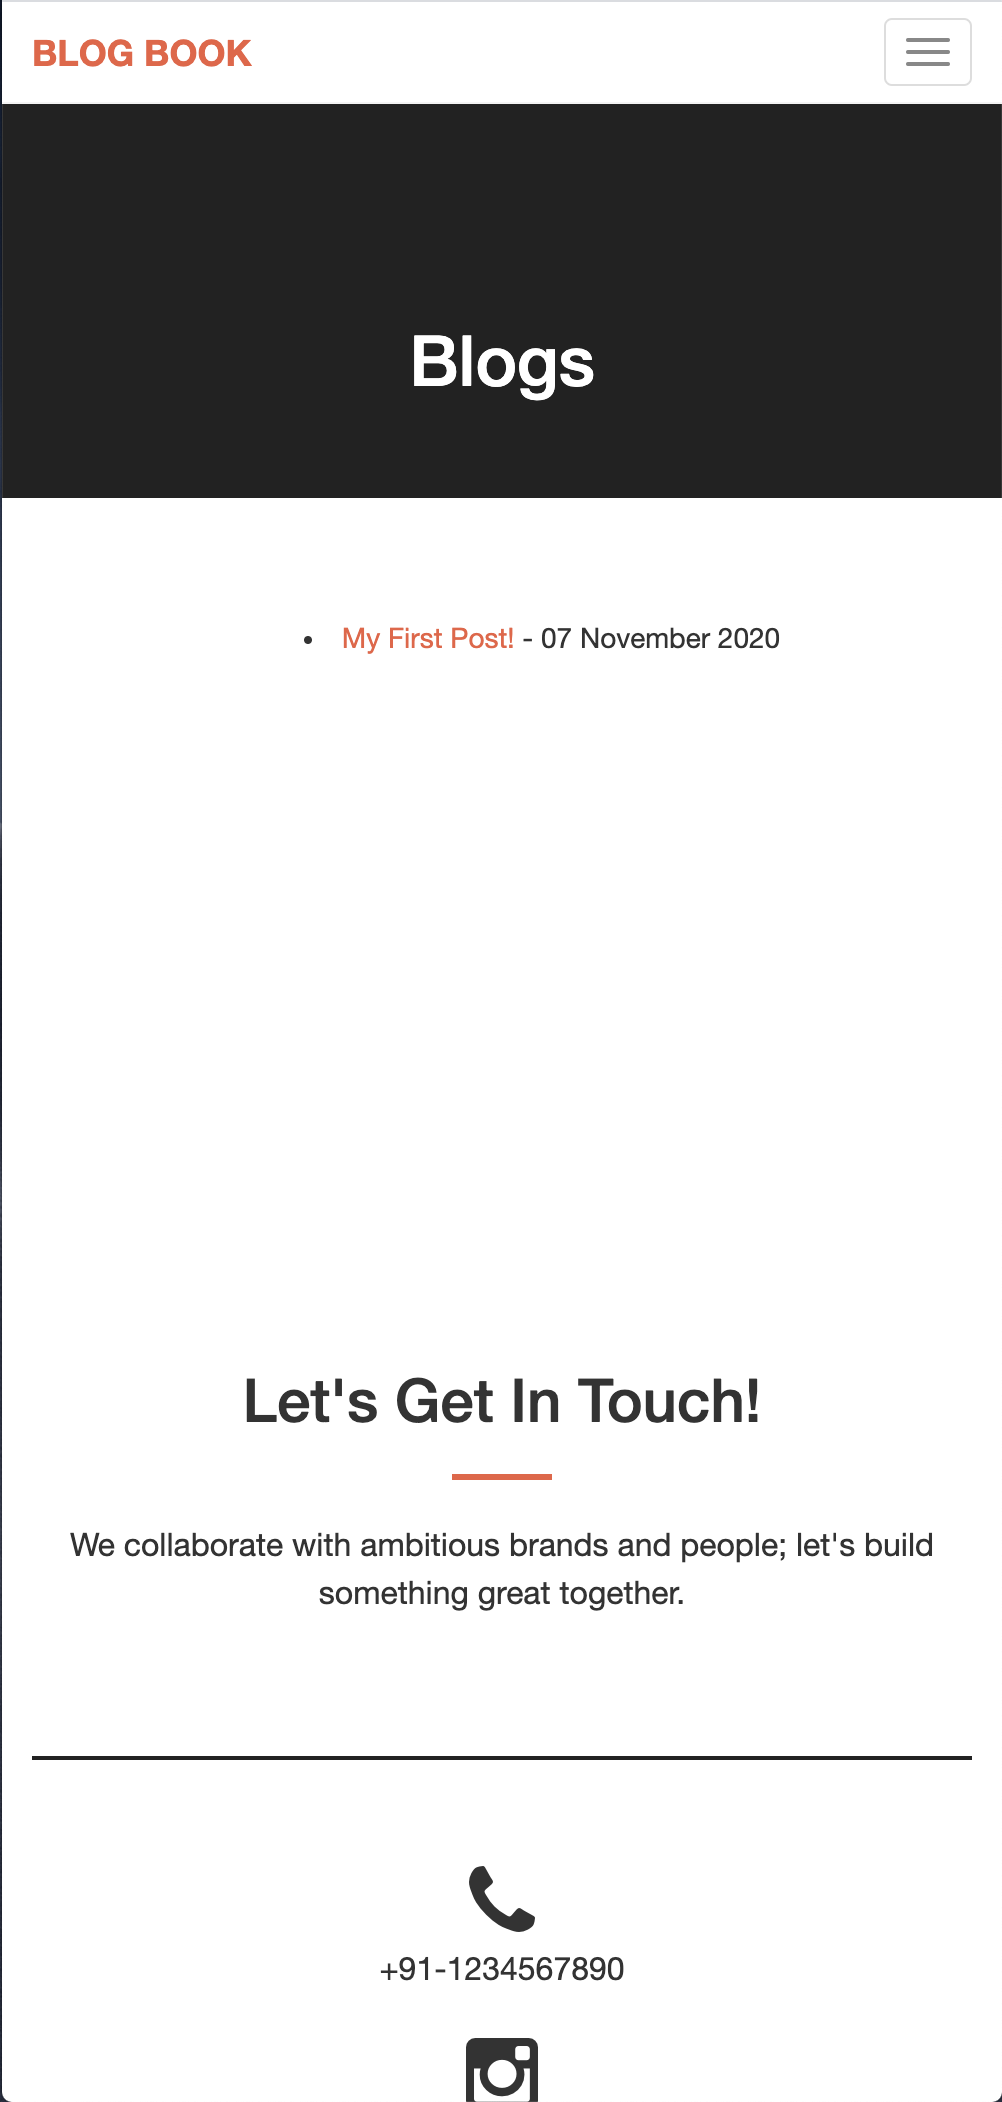 BLOG BOOK
Blogs
• My First Post! - 07 November 2020
Let's Get In Touch!
We collaborate with ambitious brands and people; let's build
something great together.
+91-1234567890